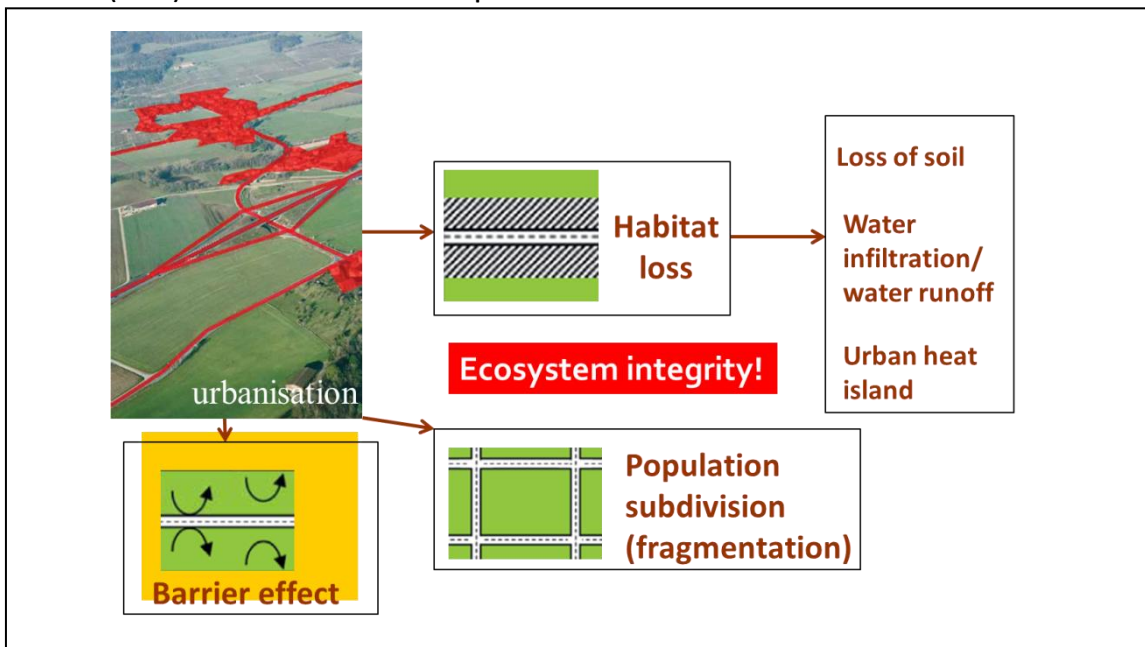 Loss of soil
Water
infiltration/
water runoff
Urban heat
island
Habitat
loss
Ecosystem integrity!
urbanisation
Population
subdivision
(fragmentation)
Barrier effect